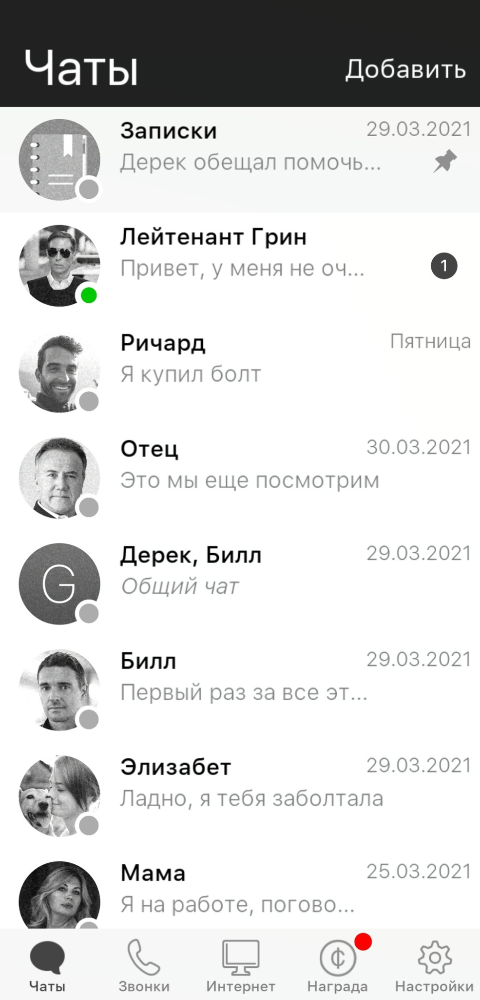 Чаты
Добавить
Записки
29.03.2021
Дерек обещал помочь...
Лейтенант Грин
Привет, у меня не оч...
1
Ричард
Пятница
Я купил болт
Отец
30.03.2021
Это мы еще посмотрим
G
Дерек, Билл
29.03.2021
Общий чат
Билл
29.03.2021
Первый раз за все эт...
Элизабет
29.03.2021
Ладно, я тебя заболтала
Мама
25.03.2021
Я на работе, погово...
Чаты
Звонки
Интернет
Награда
Настройки